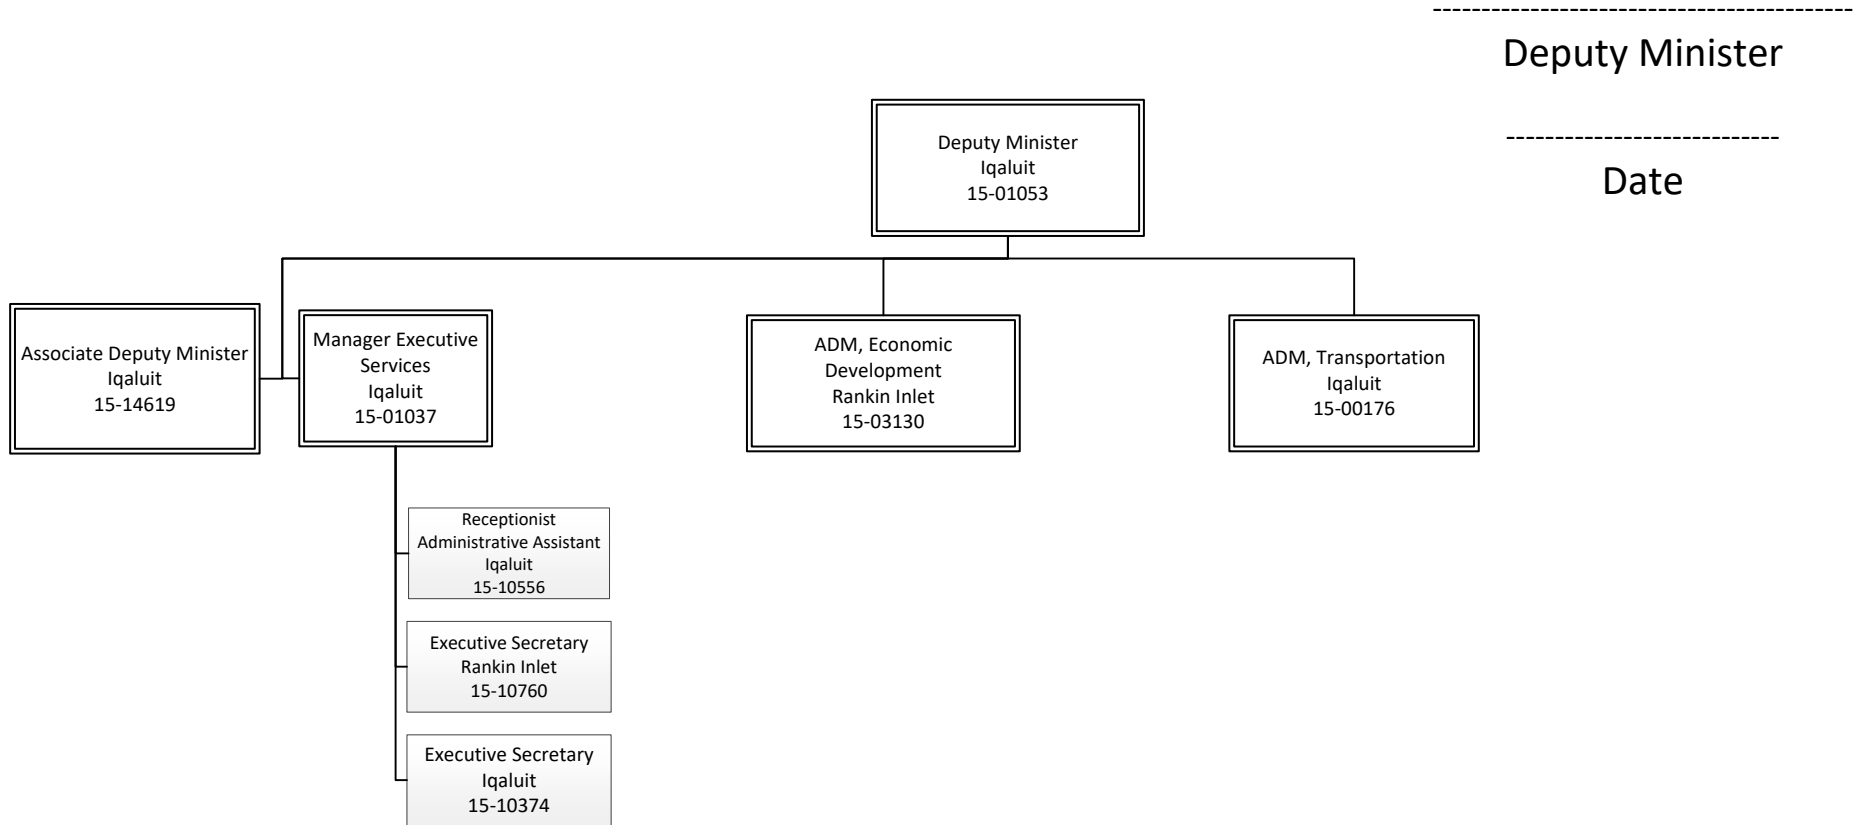 ------------------------------------------
Deputy Minister
----------------------------
Date
Deputy Minister
Iqaluit
15-01053
Associate Deputy Minister
Iqaluit
15-14619
Manager Executive
Services
Iqaluit
15-01037
ADM, Economic
Development
Rankin Inlet
15-03130
ADM, Transportation
Iqaluit
15-00176
Receptionist
Administrative Assistant
Iqaluit
15-10556
Executive Secretary
Rankin Inlet
15-10760
Executive Secretary
Iqaluit
15-10374